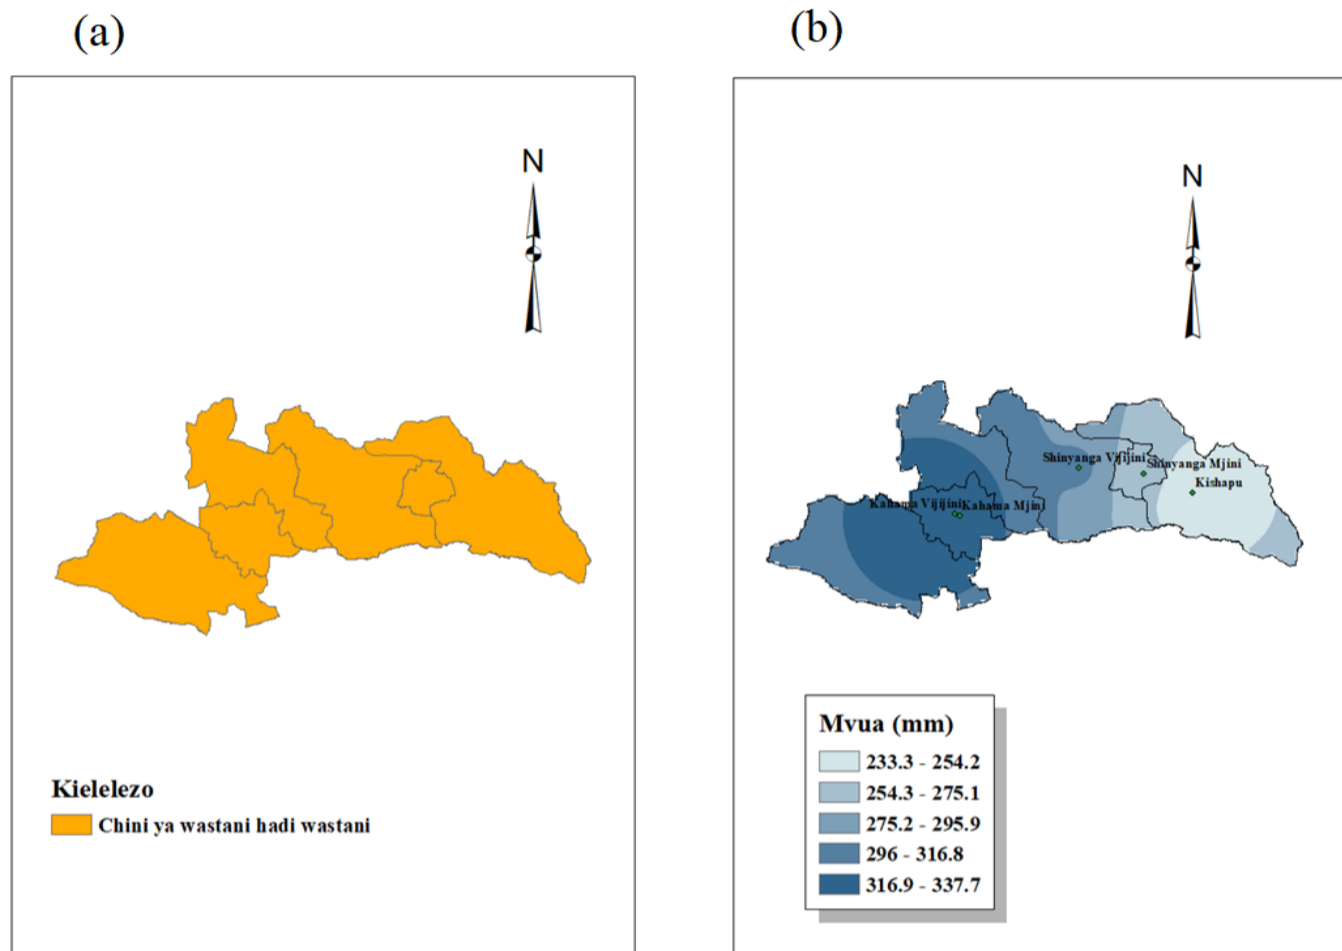 (a)
(b)
N
N
Shinyanga Vijijini
Shinyanga Mjini
Kishapu
Kahama Vijijini
Kahama Mjini
Kielelezo
Chini ya wastani hadi wastani
Mvua (mm)
233.3 - 254.2
254.3 - 275.1
275.2 - 295.9
296 - 316.8
316.9 - 337.7